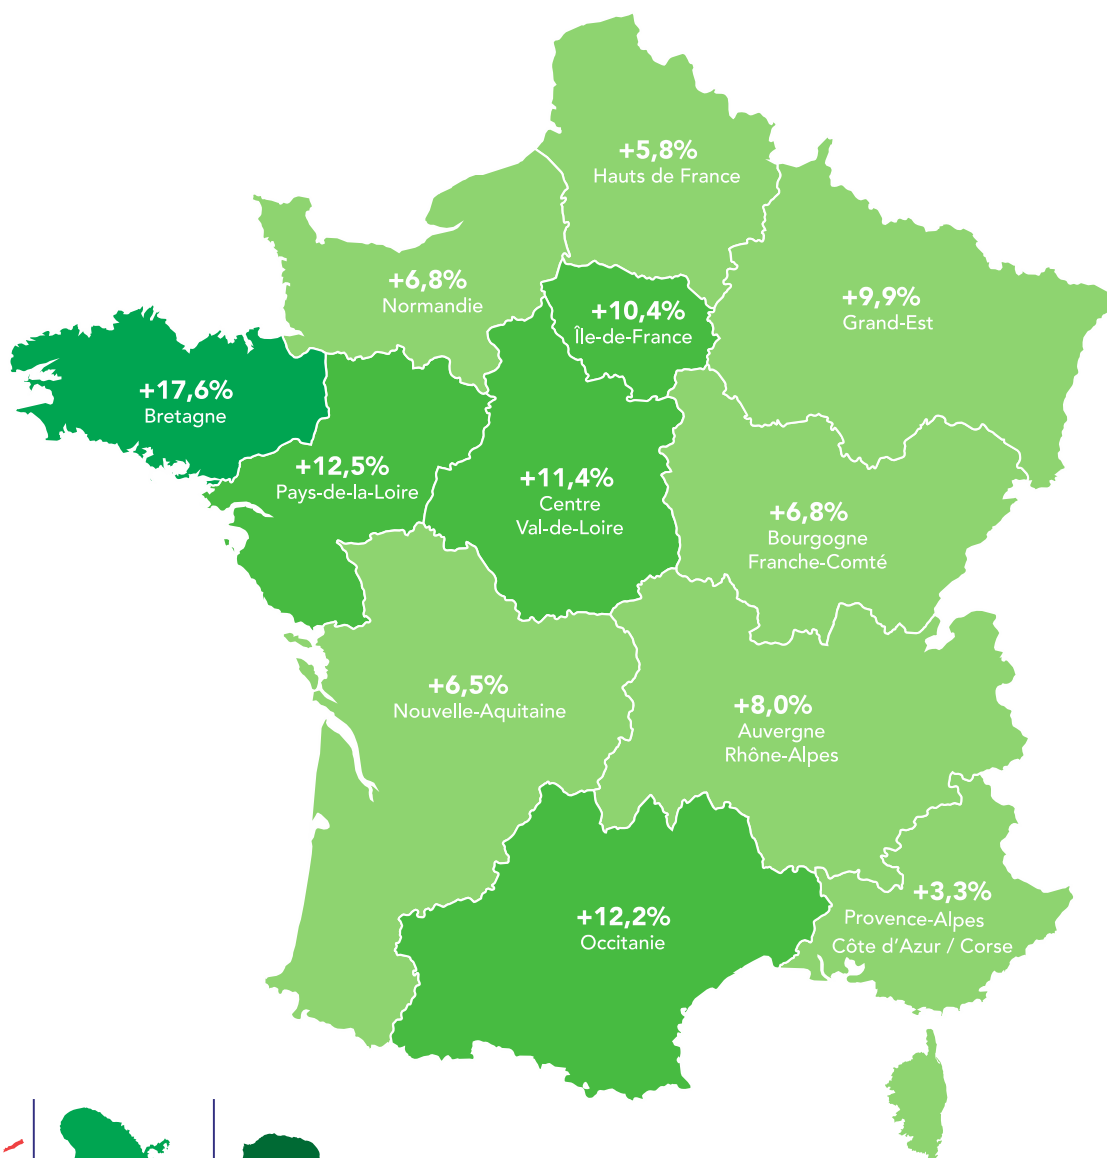 +5,8%
Hauts de France
+6,8%
Normandie
+10,4%
Île-de-France
+9,9%
Grand-Est
+17,6%
Bretagne
+12,5%
Pays-de-la-Loire
+11,4%
Centre
Val-de-Loire
+6,8%
Bourgogne
Franche-Comté
+6,5%
Nouvelle-Aquitaine
+8,0%
Auvergne
Rhône-Alpes
+12,2%
Occitanie
+3,3%
Provence-Alpes
Côte d'Azur / Corse